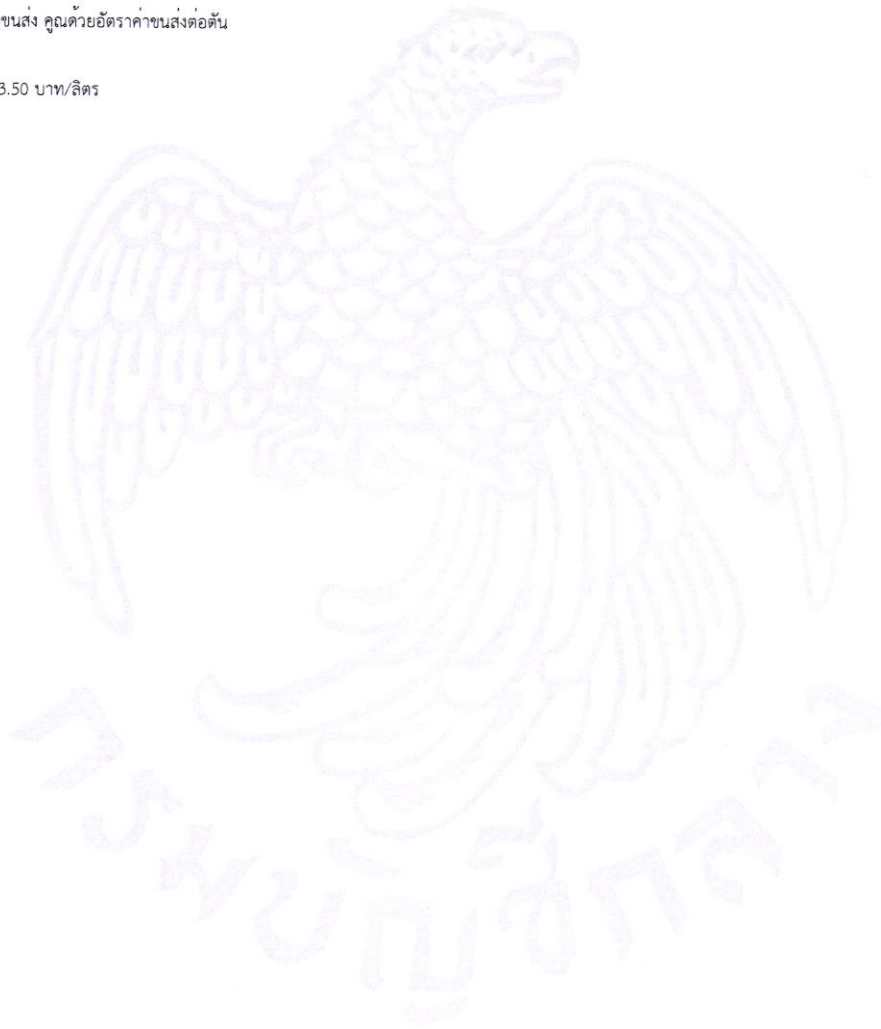 ขนส่ง คูณด้วยอัตราค่าขนส่งต่อตัน
3.50 บาท/ลิตร
กรมบัญชีกลาง